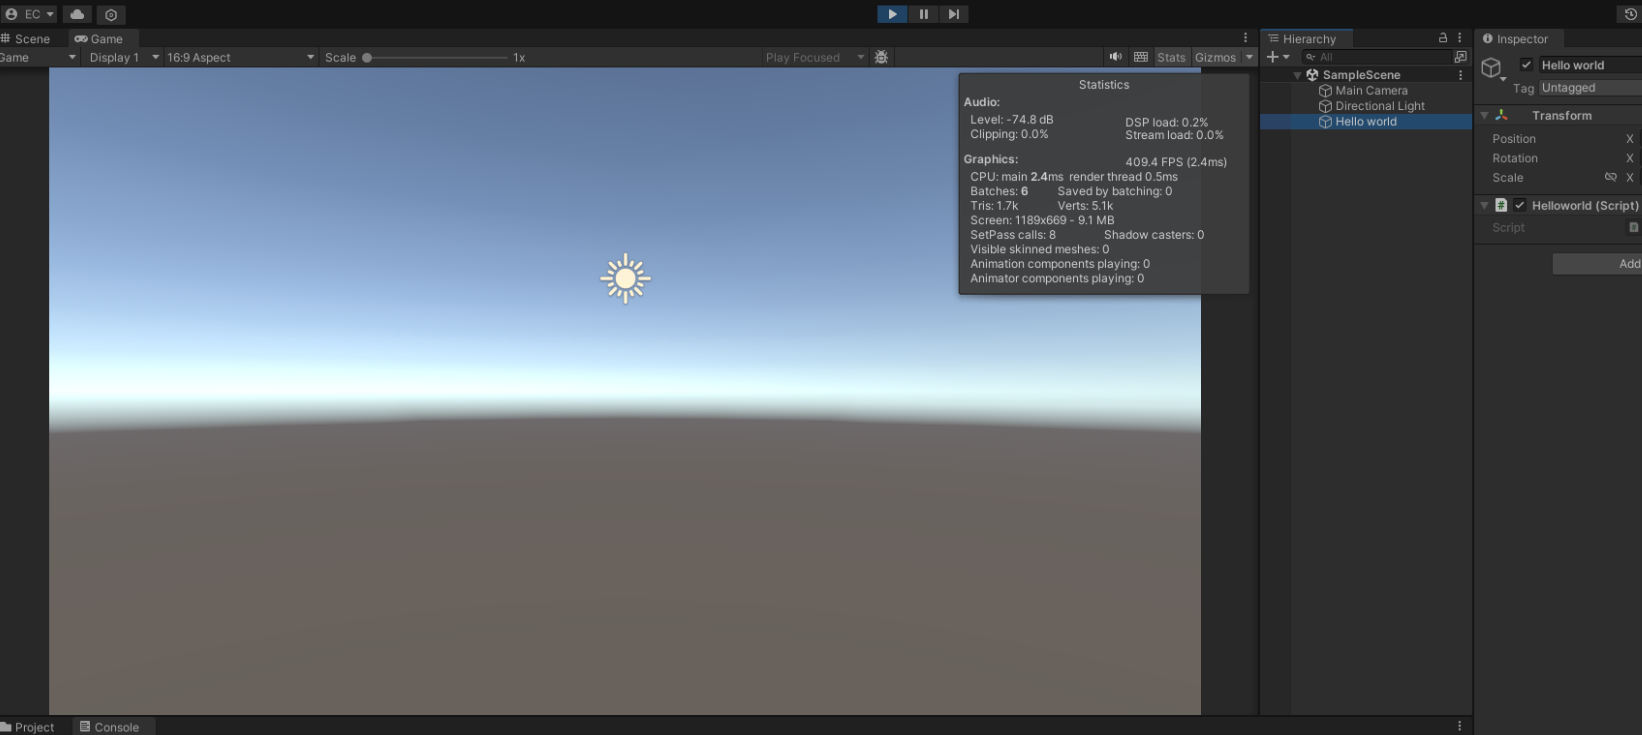 EC
Scene
Game
Hierarchy
Inspector
Game
Display 1
16:9 Aspect
Scale
1x
Play Focused
Stats
Gizmos
All
Hello world
Tag Untagged
SampleScene
Main Camera
Directional Light
Hello world
Transform
Position X
Rotation X
Scale X
Helloworld (Script)
Script
Add
Statistics
Audio:
Level: -74.8 dB DSP load: 0.2%
Clipping: 0.0% Stream load: 0.0%
Graphics: 409.4 FPS (2.4ms)
CPU: main 2.4ms render thread 0.5ms
Batches: 6 Saved by batching: 0
Tris: 1.7k Verts: 5.1k
Screen: 1189x669 - 9.1 MB
SetPass calls: 8 Shadow casters: 0
Visible skinned meshes: 0
Animation components playing: 0
Animator components playing: 0
Project
Console